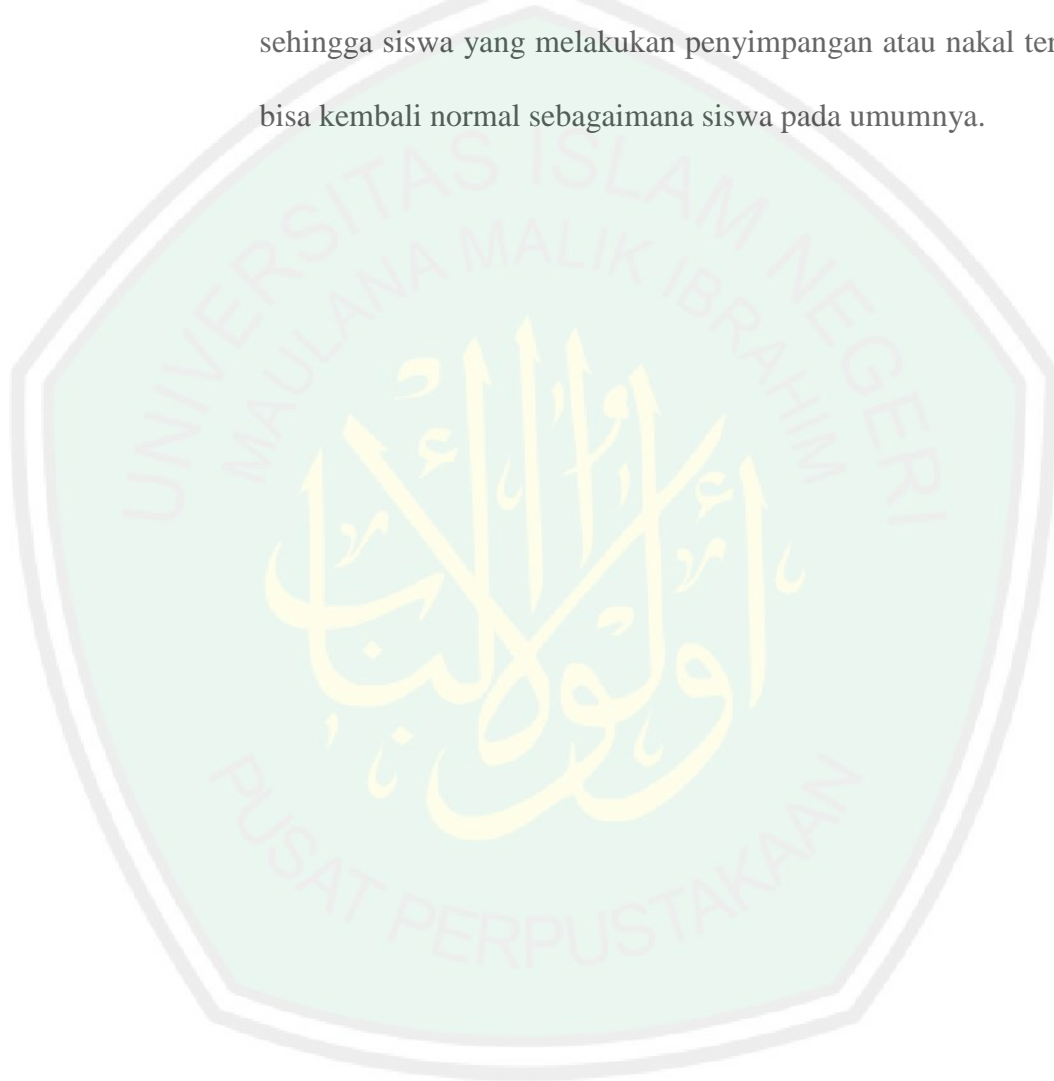 sehingga siswa yang melakukan penyimpangan atau nakal ter
bisa kembali normal sebagaimana siswa pada umumnya.
UNIVERSITAS ISLAM NEGERI
MAULANA MALIK IBRAHIM
PUSAT PERPUSTAKAAN